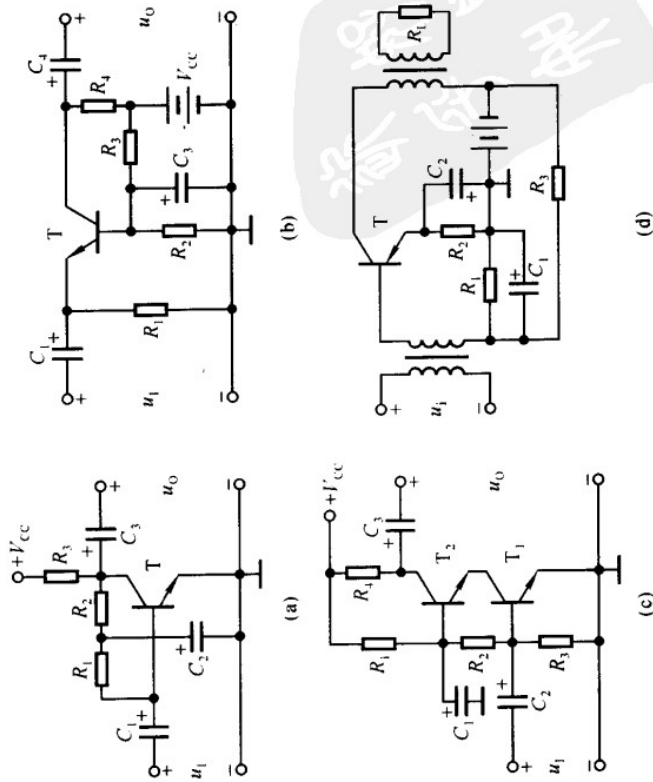 +VCC
R3
C3
+
+
R2
R1
C1
+
+
T
C2
+
uI
uO
−
−
(a)
C1
+
+
T
C4
+
+
R4
R3
VCC
R1
R2
C3
+
uI
uO
−
−
(b)
+VCC
R1
R4
C3
+
+
T2
R2
C1
+
T1
C2
+
+
R3
uI
uO
−
−
(c)
T
R1
C2
+
R2
R1
C1
+
R3
+
ui
−
(d)